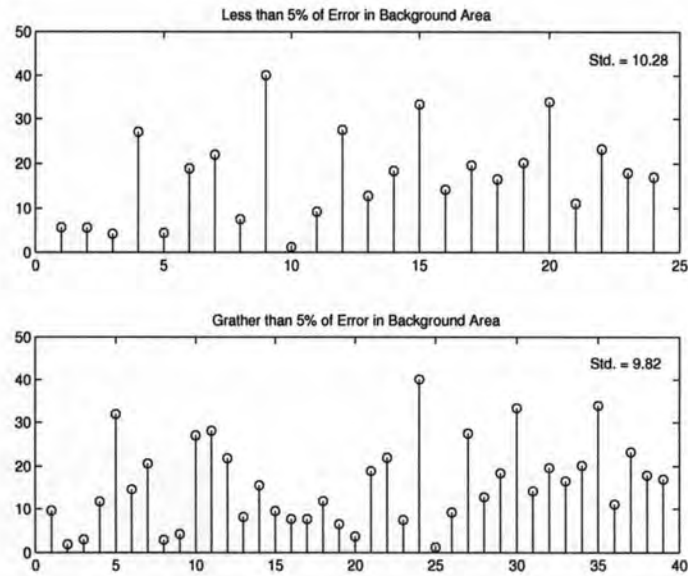 Less than 5% of Error in Background Area
50
Std. = 10.28
40
30
20
10
0
0 5 10 15 20 25
Grather than 5% of Error in Background Area
50
Std. = 9.82
40
30
20
10
0
0 5 10 15 20 25 30 35 40